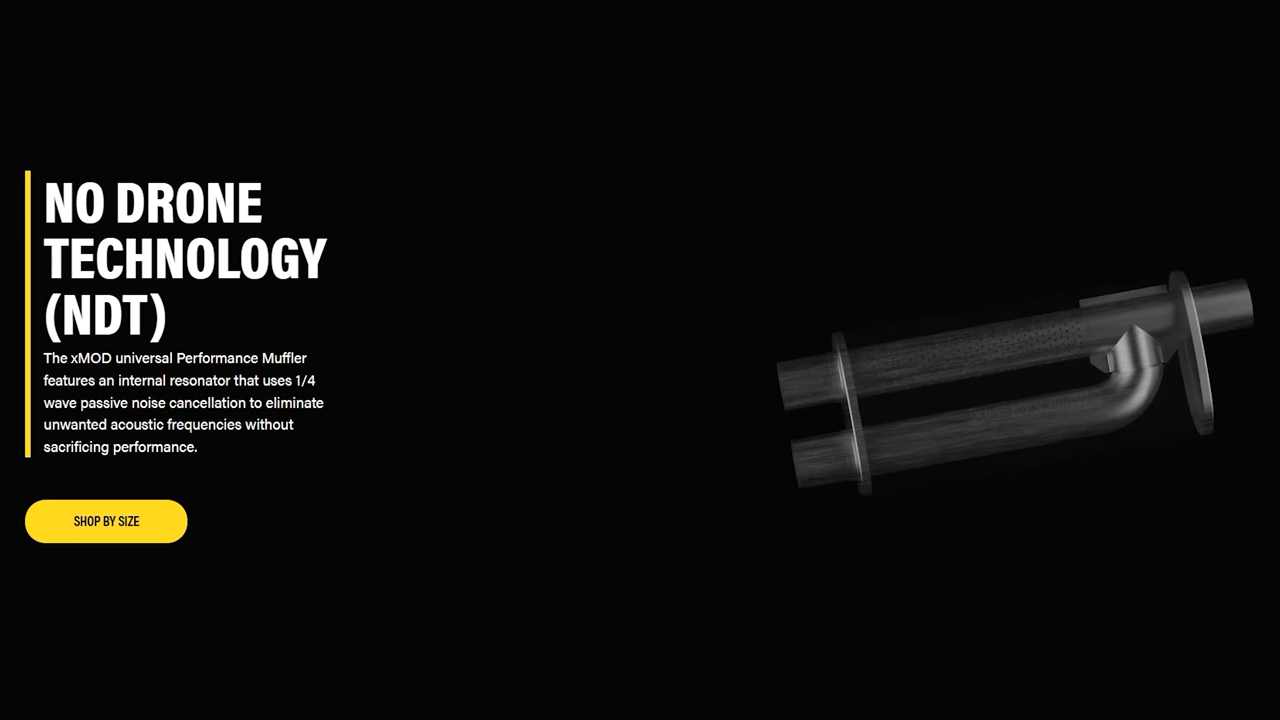 NO DRONE
TECHNOLOGY
(NDT)
The xMOD universal Performance Muffler
features an internal resonator that uses 1/4
wave passive noise cancellation to eliminate
unwanted acoustic frequencies without
sacrificing performance.
SHOP BY SIZE